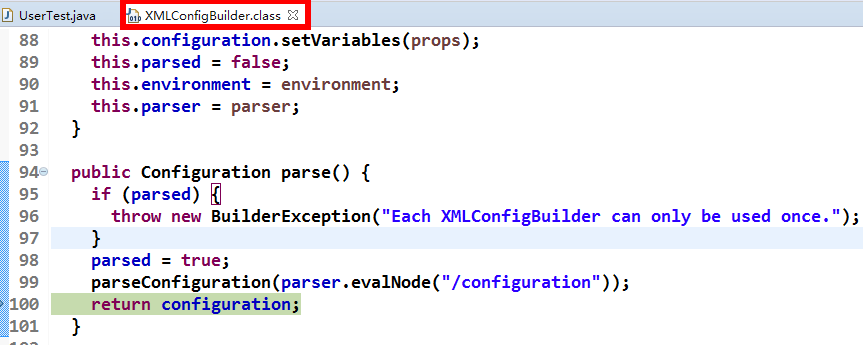 UserTest.java XMLConfigBuilder.class
88 this.configuration.setVariables(props);
89 this.parsed = false;
90 this.environment = environment;
91 this.parser = parser;
92 }
93
94 public Configuration parse() {
95 if (parsed) {
96 throw new BuilderException("Each XMLConfigBuilder can only be used once.");
97 }
98 parsed = true;
99 parseConfiguration(parser.evalNode("/configuration"));
100 return configuration;
101 }